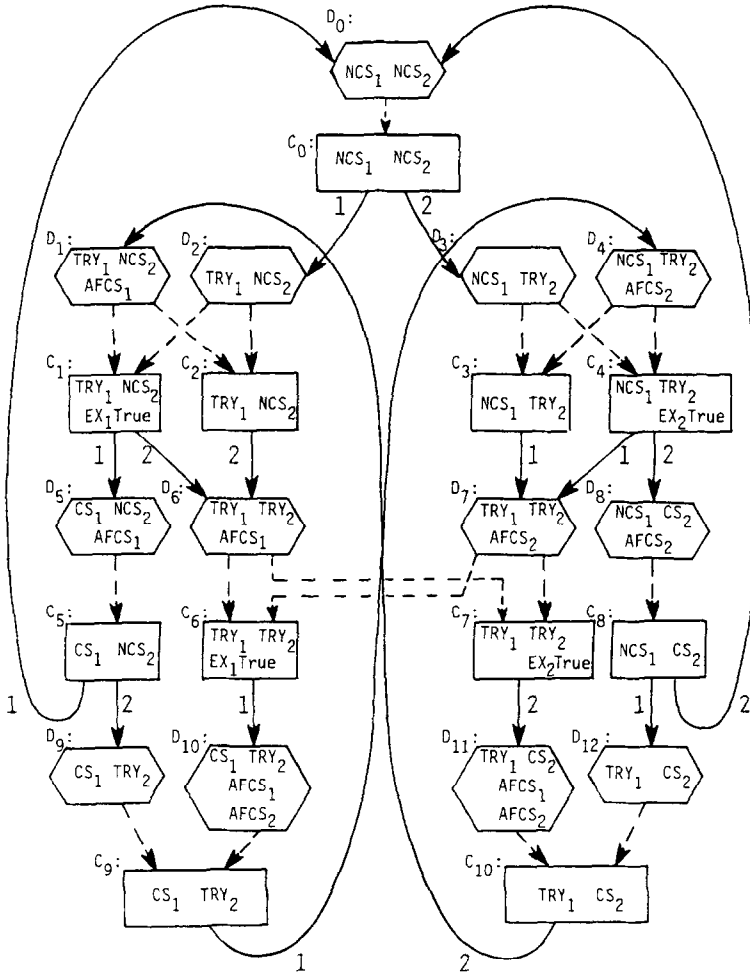 D0:
NCS1 NCS2
C0:
NCS1 NCS2
1 2
D1: D2: D3: D4:
TRY1 NCS2
AFCS1
TRY1 NCS2
NCS1 TRY2
NCS1 TRY2
AFCS2
C1: C2: C3: C4:
TRY1 NCS2
EX1True
TRY1 NCS2
NCS1 TRY2
NCS1 TRY2
EX2True
1 2 2 1 1 2
D5: D6: D7: D8:
CS1 NCS2
AFCS1
TRY1 TRY2
AFCS1
TRY1 TRY2
AFCS2
NCS1 CS2
AFCS2
C5: C6: C7: C8:
CS1 NCS2
TRY1 TRY2
EX1True
TRY1 TRY2
EX2True
NCS1 CS2
1 2 1 2 1 2
D9: D10: D11: D12:
CS1 TRY2
CS1 TRY2
AFCS1
AFCS2
TRY1 CS2
AFCS1
AFCS2
TRY1 CS2
C9: C10:
CS1 TRY2
TRY1 CS2
1 2